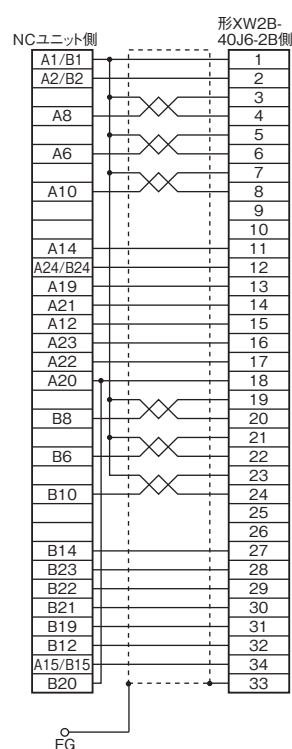 形XW2B-
NCユニット側 40J6-2B側
A1/B1 1
A2/B2 2
3
A8 4
5
A6 6
7
A10 8
9
10
A14 11
A24/B24 12
A19 13
A21 14
A12 15
A23 16
A22 17
A20 18
19
B8 20
21
B6 22
23
B10 24
25
26
B14 27
B23 28
B22 29
B21 30
B19 31
B12 32
A15/B15 34
B20 33
FG